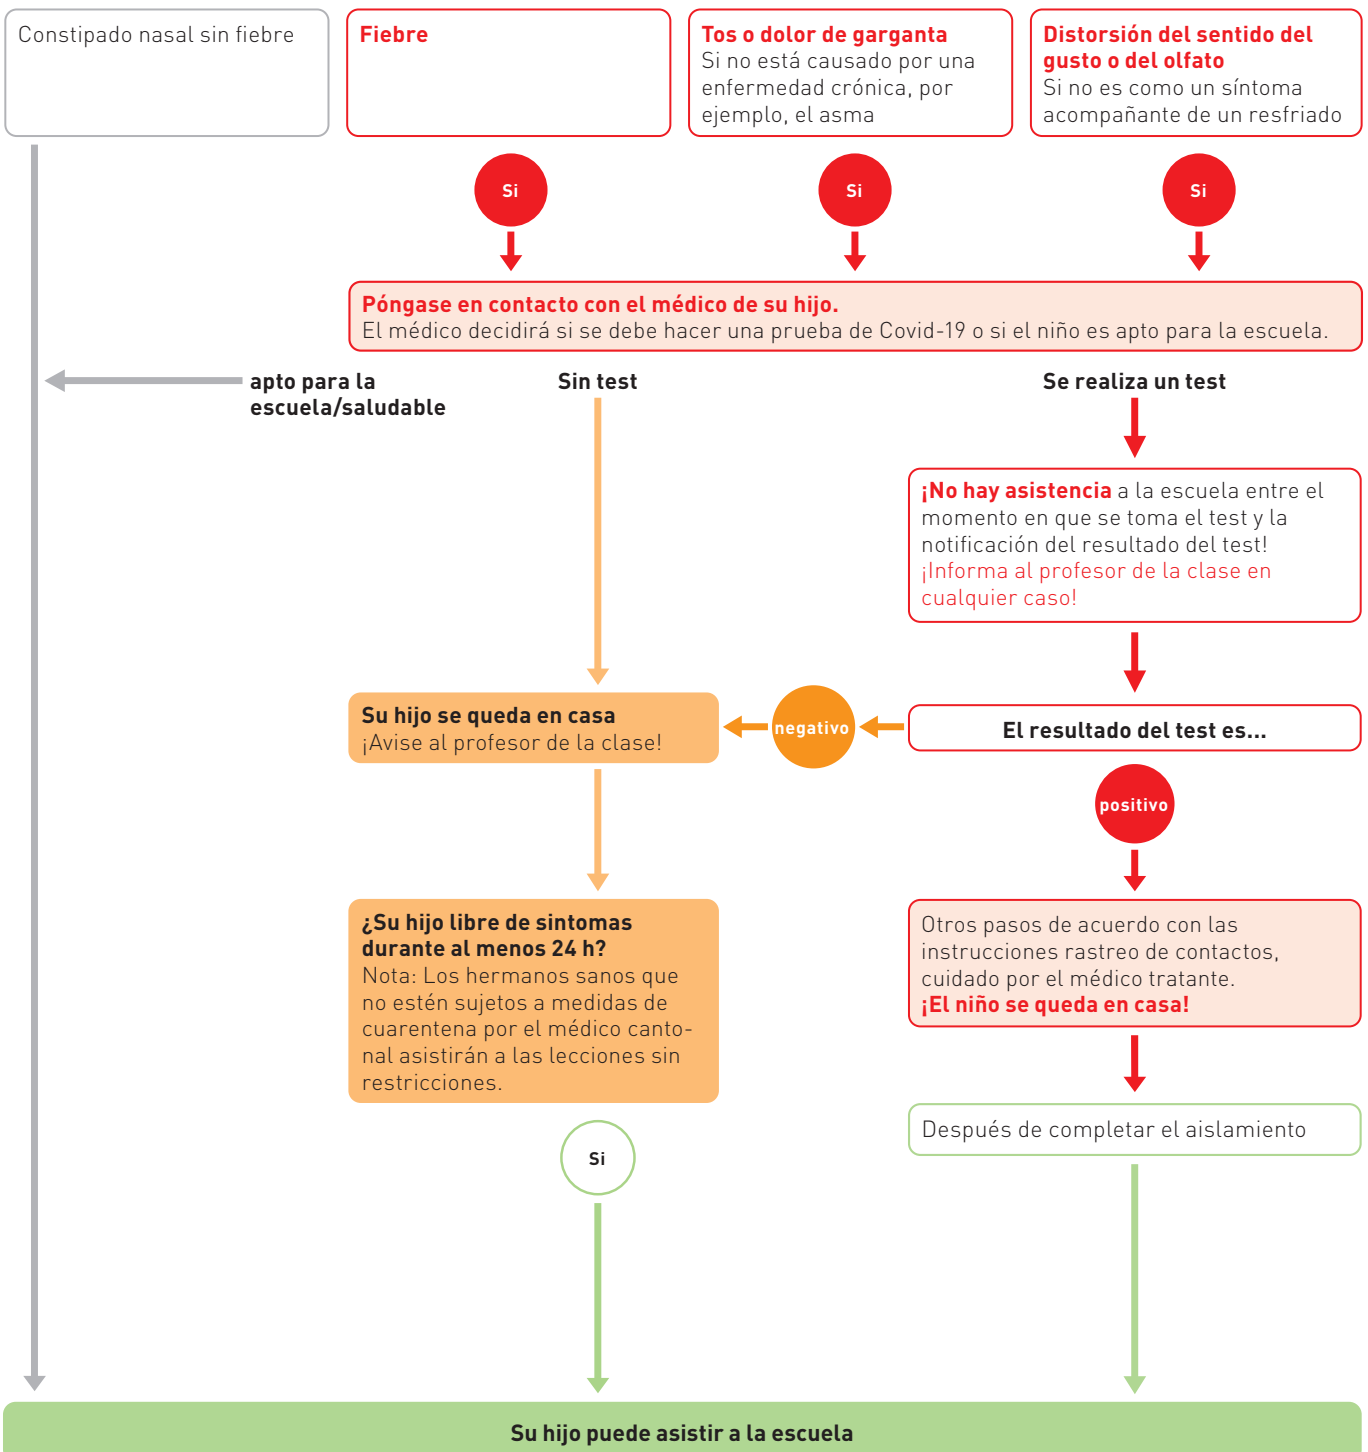 Constipado nasal sin fiebre
Fiebre
Tos o dolor de garganta
Si no está causado por una
enfermedad crónica, por
ejemplo, el asma
Distorsión del sentido del
gusto o del olfato
Si no es como un síntoma
acompañante de un resfriado
Si
Si
Si
Póngase en contacto con el médico de su hijo.
El médico decidirá si se debe hacer una prueba de Covid-19 o si el niño es apto para la escuela.
apto para la
escuela/saludable
Sin test
Se realiza un test
¡No hay asistencia a la escuela entre el
momento en que se toma el test y la
notificación del resultado del test!
¡Informa al profesor de la clase en
cualquier caso!
Su hijo se queda en casa
¡Avise al profesor de la clase!
negativo
El resultado del test es...
positivo
¿Su hijo libre de sintomas
durante al menos 24 h?
Nota: Los hermanos sanos que
no estén sujetos a medidas de
cuarentena por el médico canto-
nal asistirán a las lecciones sin
restricciones.
Otros pasos de acuerdo con las
instrucciones rastreo de contactos,
cuidado por el médico tratante.
¡El niño se queda en casa!
Después de completar el aislamiento
Si
Su hijo puede asistir a la escuela